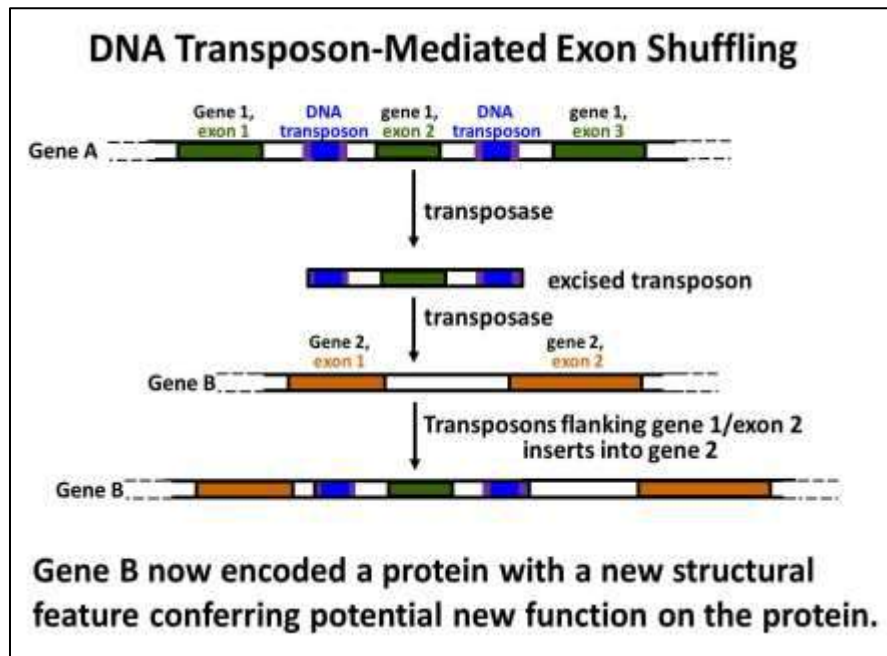 DNA Transposon-Mediated Exon Shuffling
Gene 1, DNA gene 1, DNA gene 1,
exon 1 transposon exon 2 transposon exon 3
Gene A
transposase
excised transposon
transposase
Gene 2, gene 2,
exon 1 exon 2
Gene B
Transposons flanking gene 1/exon 2
inserts into gene 2
Gene B
Gene B now encoded a protein with a new structural
feature conferring potential new function on the protein.